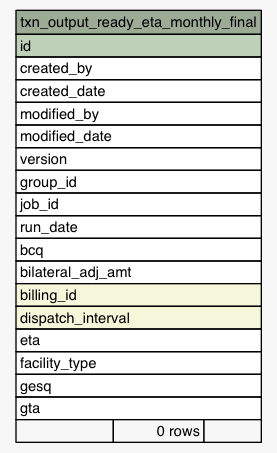 txn_output_ready_eta_monthly_final
id
created_by
created_date
modified_by
modified_date
version
group_id
job_id
run_date
bcq
bilateral_adj_amt
billing_id
dispatch_interval
eta
facility_type
gesq
gta
0 rows